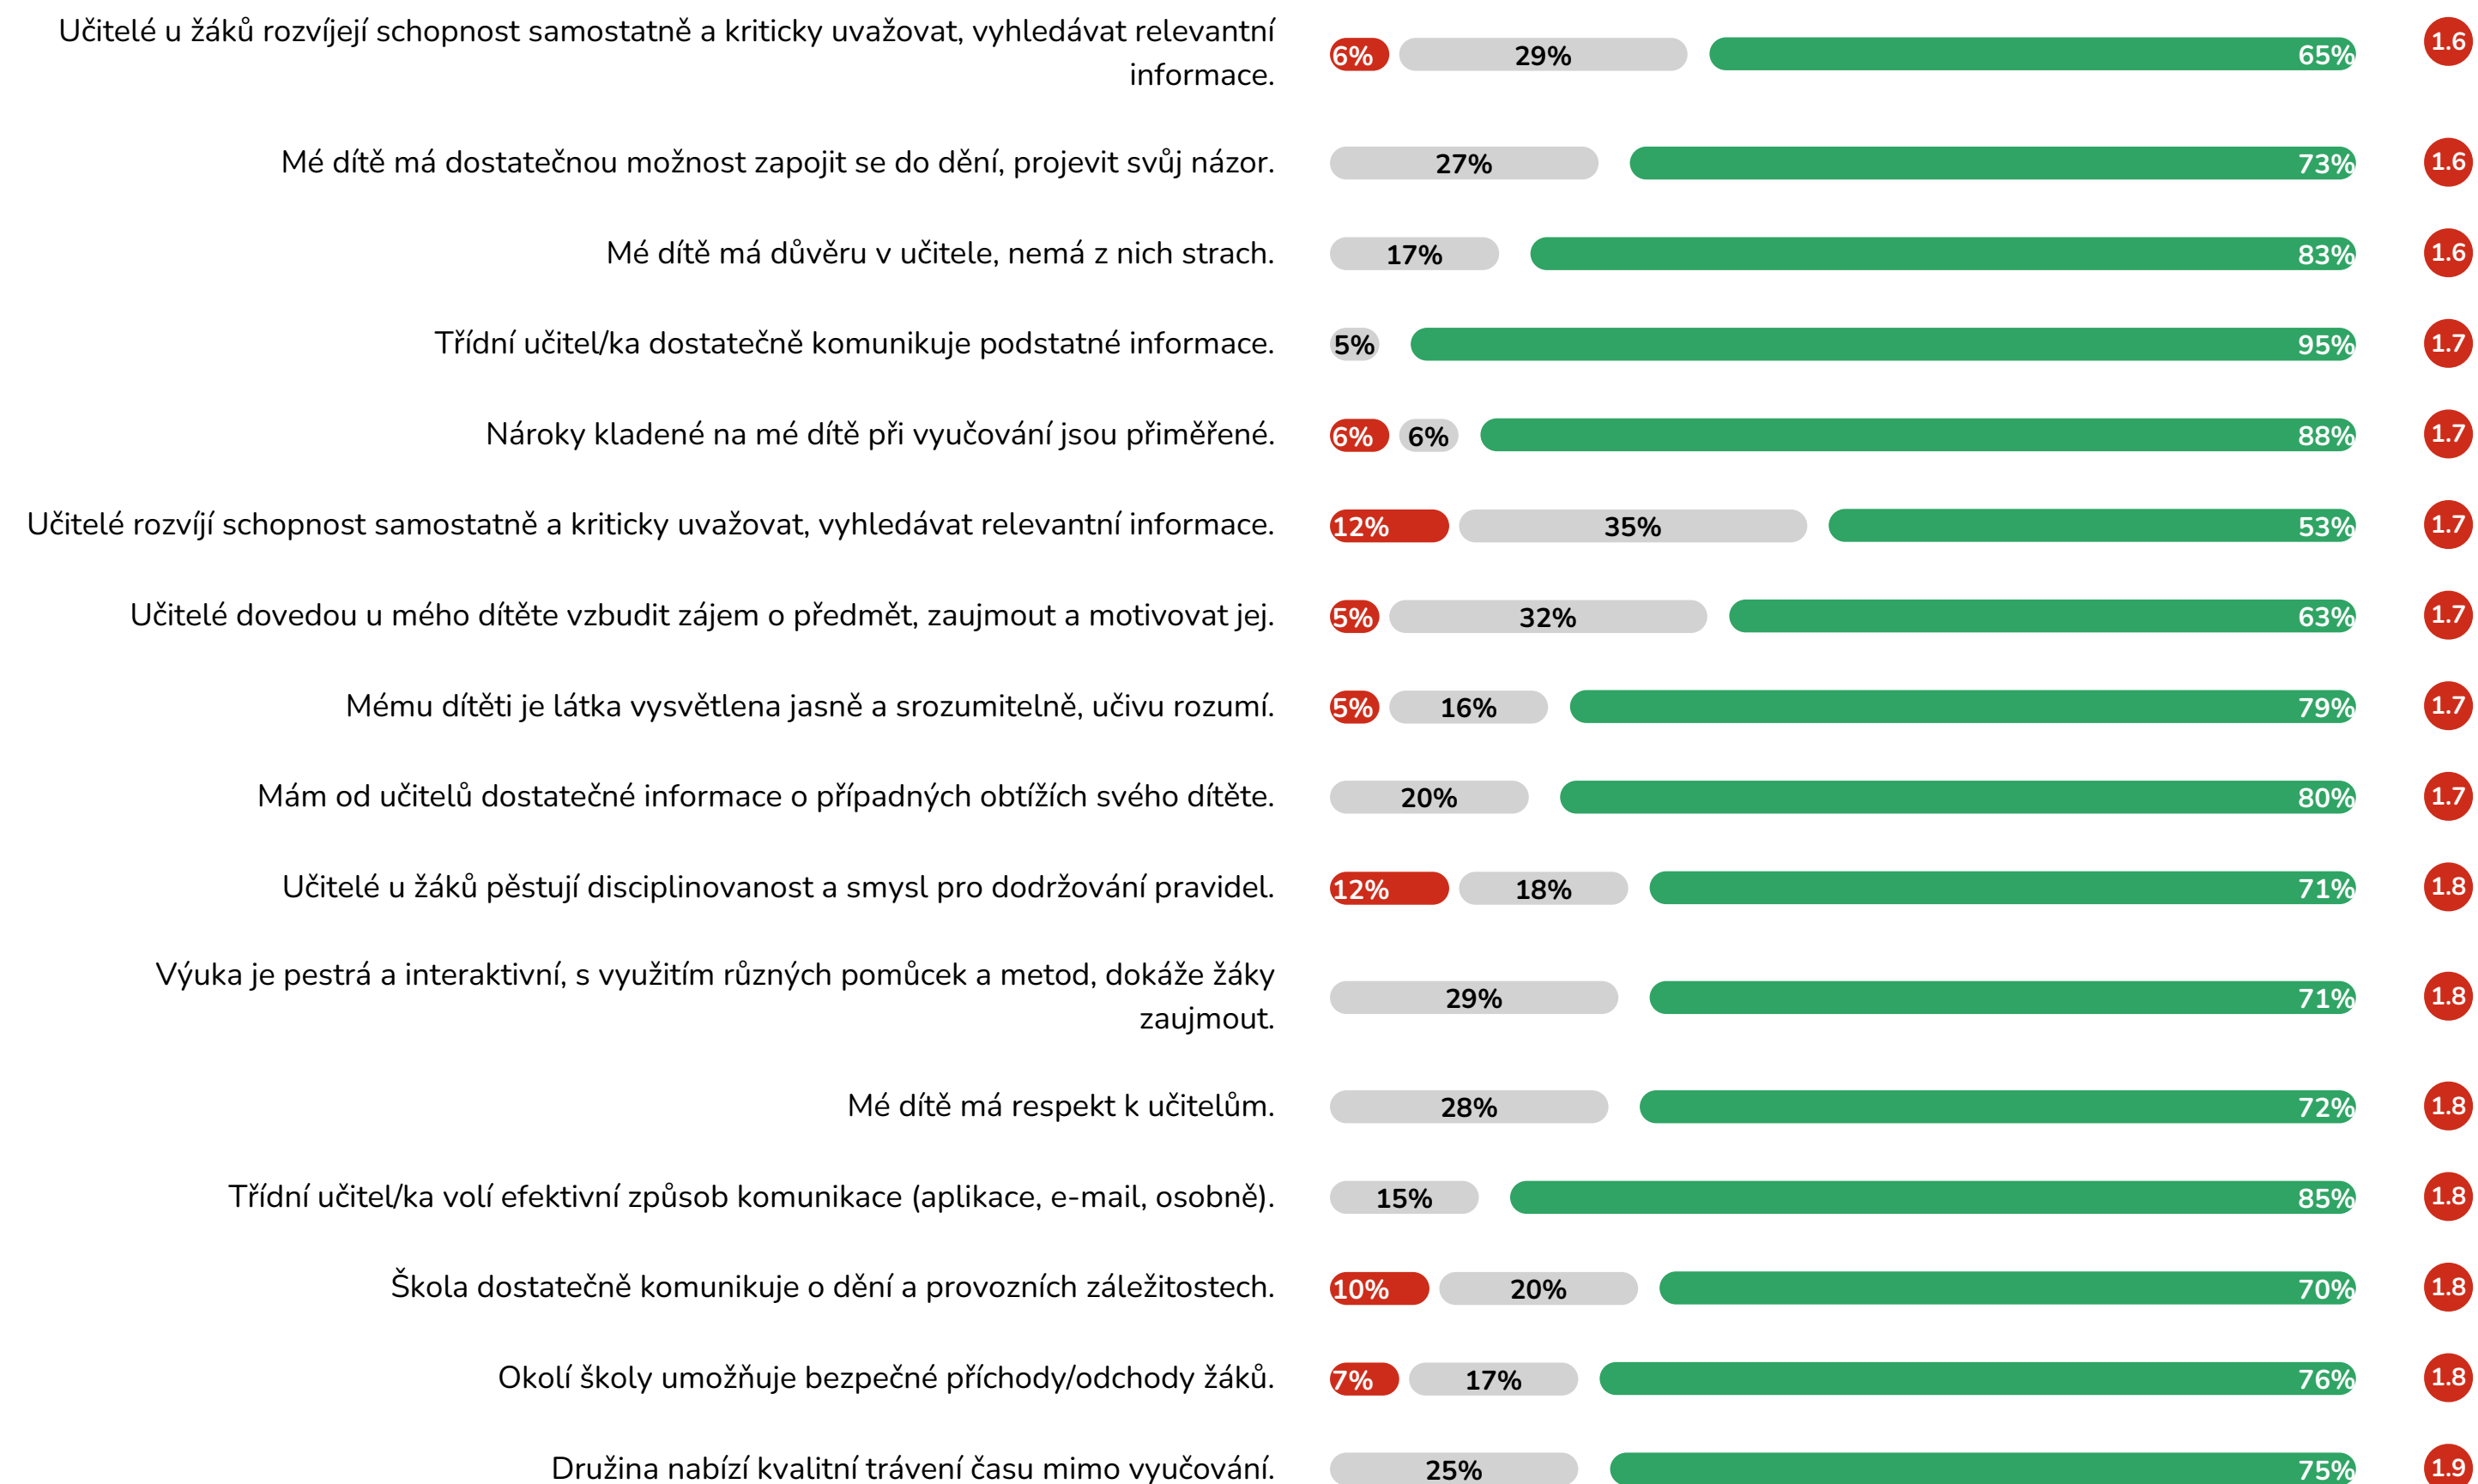 Učitelé u žáků rozvíjejí schopnost samostatně a kriticky uvažovat, vyhledávat relevantní
informace.
6% 29% 65% 1.6
Mé dítě má dostatečnou možnost zapojit se do dění, projevit svůj názor. 27% 73% 1.6
Mé dítě má důvěru v učitele, nemá z nich strach. 17% 83% 1.6
Třídní učitel/ka dostatečně komunikuje podstatné informace. 5% 95% 1.7
Nároky kladené na mé dítě při vyučování jsou přiměřené. 6% 6% 88% 1.7
Učitelé rozvíjí schopnost samostatně a kriticky uvažovat, vyhledávat relevantní informace. 12% 35% 53% 1.7
Učitelé dovedou u mého dítěte vzbudit zájem o předmět, zaujmout a motivovat jej. 5% 32% 63% 1.7
Mému dítěti je látka vysvětlena jasně a srozumitelně, učivu rozumí. 5% 16% 79% 1.7
Mám od učitelů dostatečné informace o případných obtížích svého dítěte. 20% 80% 1.7
Učitelé u žáků pěstují disciplinovanost a smysl pro dodržování pravidel. 12% 18% 71% 1.8
Výuka je pestrá a interaktivní, s využitím různých pomůcek a metod, dokáže žáky
zaujmout.
29% 71% 1.8
Mé dítě má respekt k učitelům. 28% 72% 1.8
Třídní učitel/ka volí efektivní způsob komunikace (aplikace, e-mail, osobně). 15% 85% 1.8
Škola dostatečně komunikuje o dění a provozních záležitostech. 10% 20% 70% 1.8
Okolí školy umožňuje bezpečné příchody/odchody žáků. 7% 17% 76% 1.8
Družina nabízí kvalitní trávení času mimo vyučování. 25% 75% 1.9